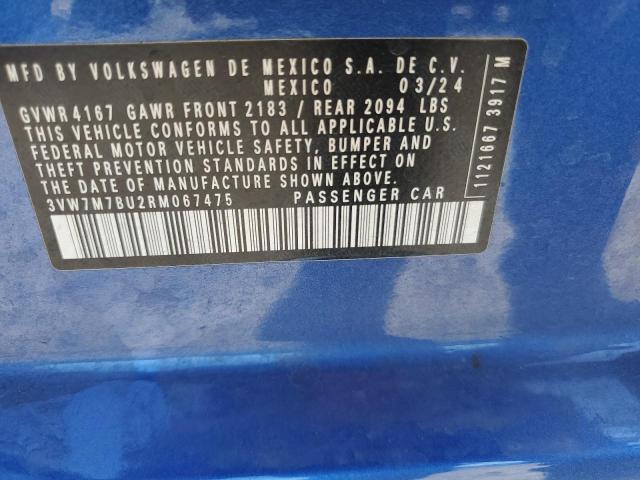 MFD BY VOLKSWAGEN DE MEXICO S.A. DE C.V.
MEXICO 03/24
GVWR 4167 GAWR FRONT 2183 / REAR 2094 LBS
THIS VEHICLE CONFORMS TO ALL APPLICABLE U.S.
FEDERAL MOTOR VEHICLE SAFETY, BUMPER AND
THEFT PREVENTION STANDARDS IN EFFECT ON
THE DATE OF MANUFACTURE SHOWN ABOVE.
3VW7M7BU2RM067475 PASSENGER CAR
1121667 3917 M